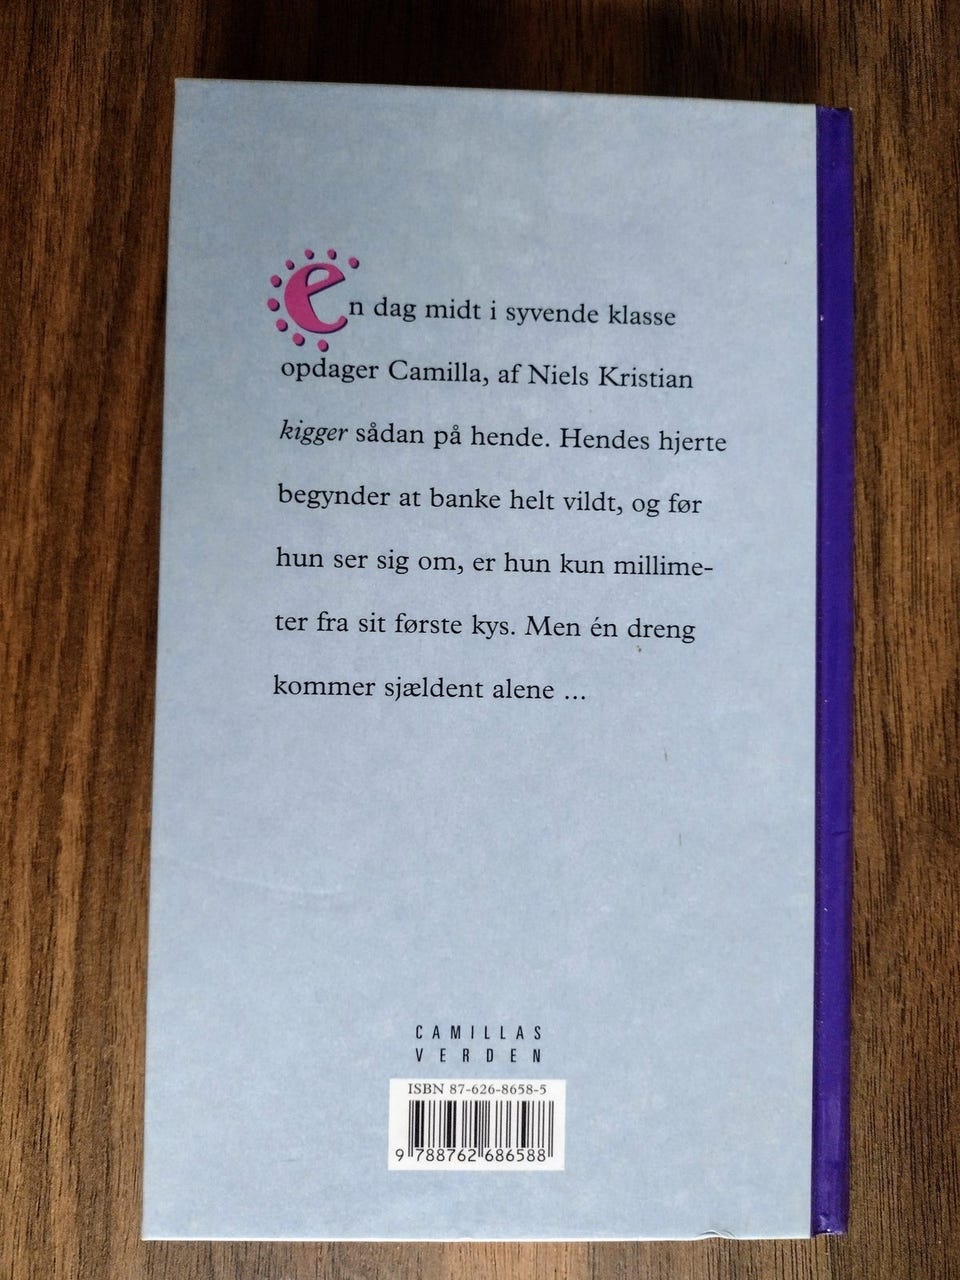 en dag midt i syvende klasse
opdager Camilla, af Niels Kristian
kigger sådan på hende. Hendes hjerte
begynder at banke helt vildt, og før
hun ser sig om, er hun kun millime-
ter fra sit første kys. Men én dreng
kommer sjældent alene ...
CAMILLAS
VERDEN
ISBN 87-626-8658-5
9 788762 686588